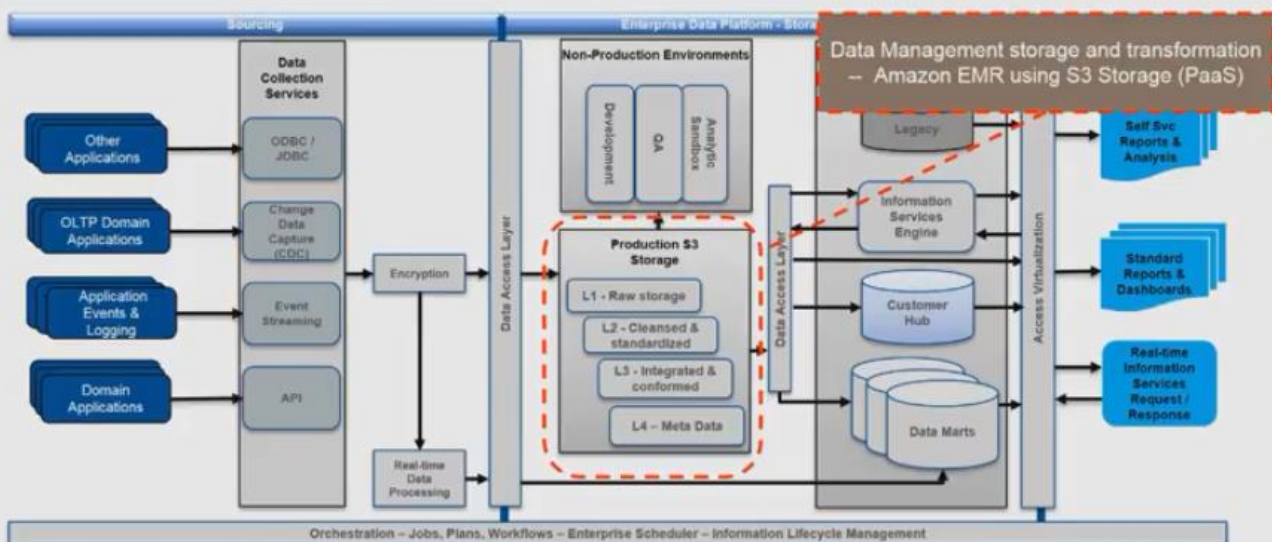 Sourcing
Enterprise Data Platform - Stora
Data Management storage and transformation
-- Amazon EMR using S3 Storage (PaaS)
Data
Collection
Services
Non-Production Environments
Development
QA
Analytic
Sandbox
Other
Applications
ODBC /
JDBC
Legacy
Self Svc
Reports &
Analysis
OLTP Domain
Applications
Change
Data
Capture
(CDC)
Information
Services
Engine
Production S3
Storage
Encryption
Data Access Layer
Data Access Layer
Access Virtualization
Standard
Reports &
Dashboards
L1 - Raw storage
Application
Events &
Logging
Event
Streaming
Customer
Hub
L2 - Cleansed &
standardized
L3 - Integrated &
conformed
Real-time
Information
Services
Request /
Response
Domain
Applications
API
L4 – Meta Data
Data Marts
Real-time
Data
Processing
Orchestration – Jobs, Plans, Workflows – Enterprise Scheduler – Information Lifecycle Management